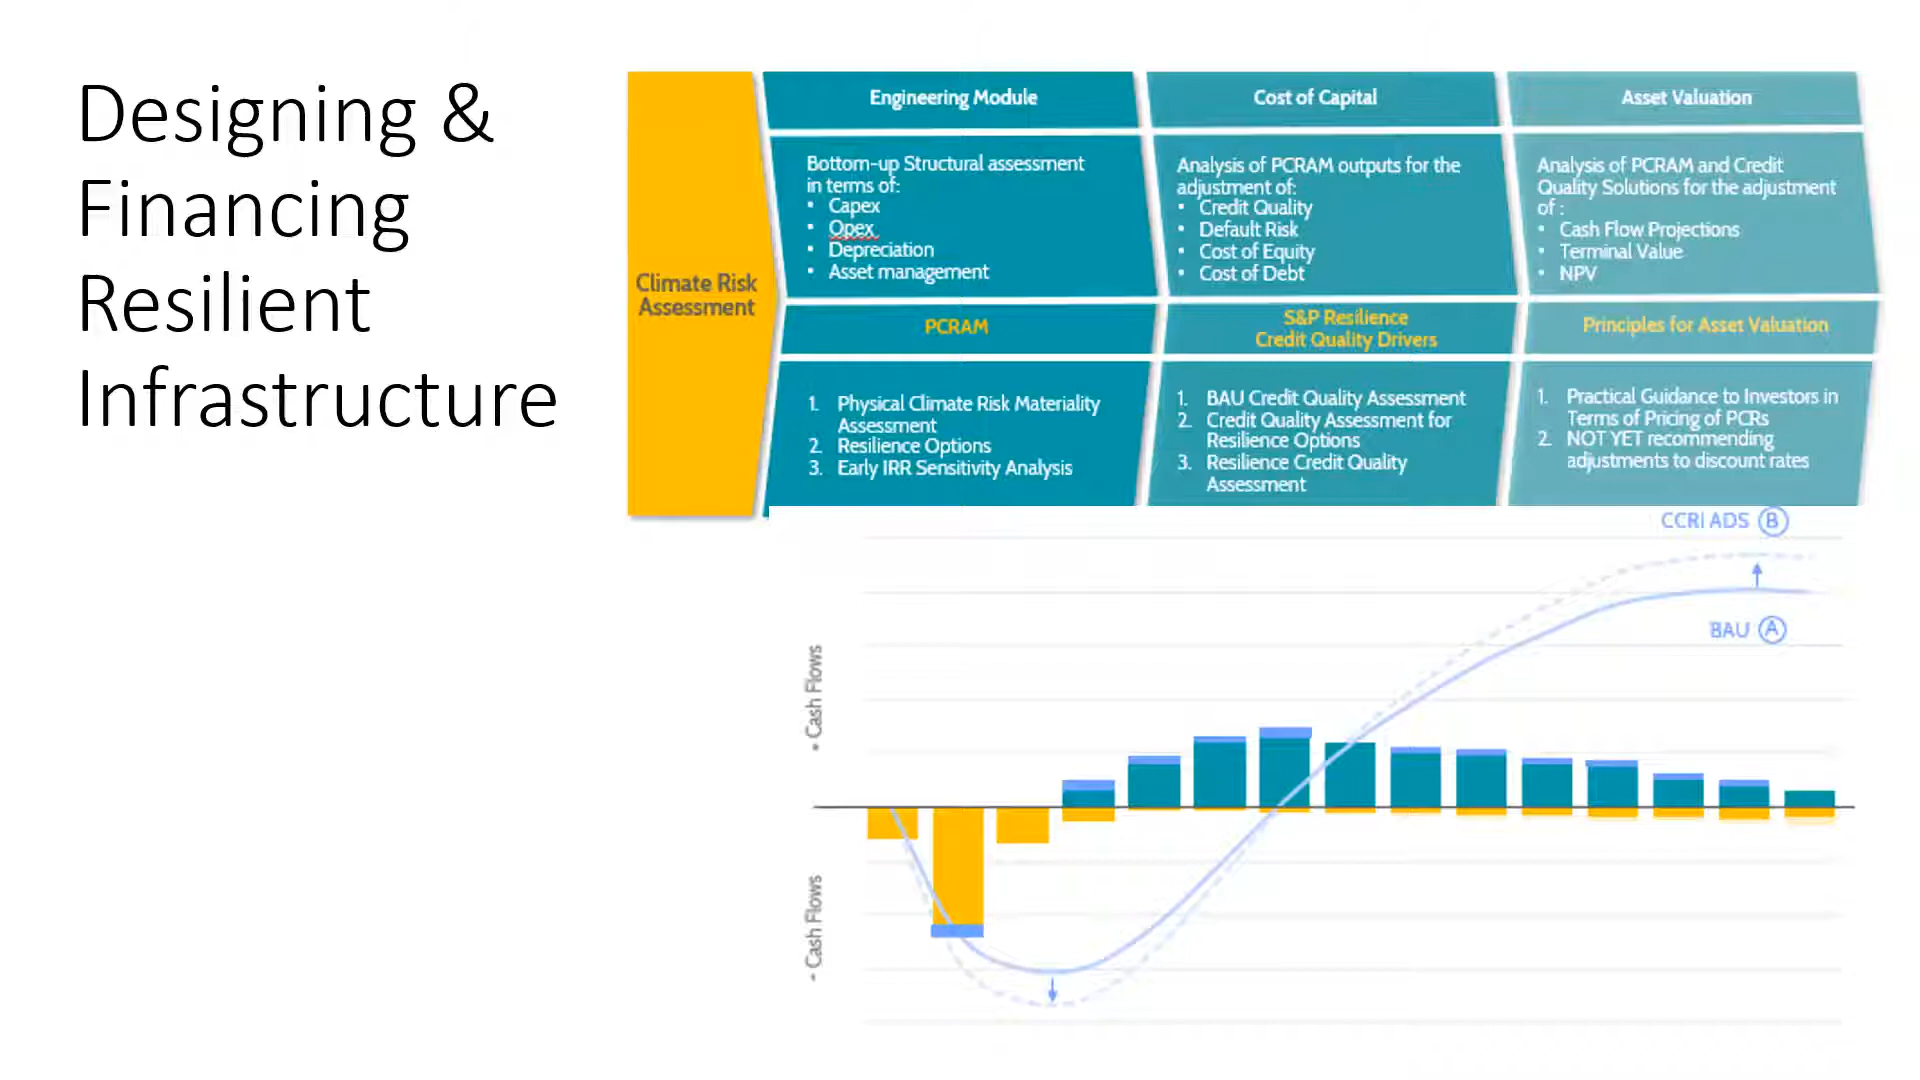 Designing &
Financing
Resilient
Infrastructure
Climate Risk
Assessment
Engineering Module
Bottom-up Structural assessment
in terms of:
• Capex
• Opex
• Depreciation
• Asset management
PCRAM
1. Physical Climate Risk Materiality
Assessment
2. Resilience Options
3. Early IRR Sensitivity Analysis
Cost of Capital
Analysis of PCRAM outputs for the
adjustment of:
• Credit Quality
• Default Risk
• Cost of Equity
• Cost of Debt
S&P Resilience
Credit Quality Drivers
1. BAU Credit Quality Assessment
2. Credit Quality Assessment for
Resilience Options
3. Resilience Credit Quality
Assessment
Asset Valuation
Analysis of PCRAM and Credit
Quality Solutions for the adjustment
of :
• Cash Flow Projections
• Terminal Value
• NPV
Principles for Asset Valuation
1. Practical Guidance to Investors in
Terms of Pricing of PCRs
2. NOT YET recommending
adjustments to discount rates
CCRI ADS B
BAU A
+ Cash Flows
- Cash Flows